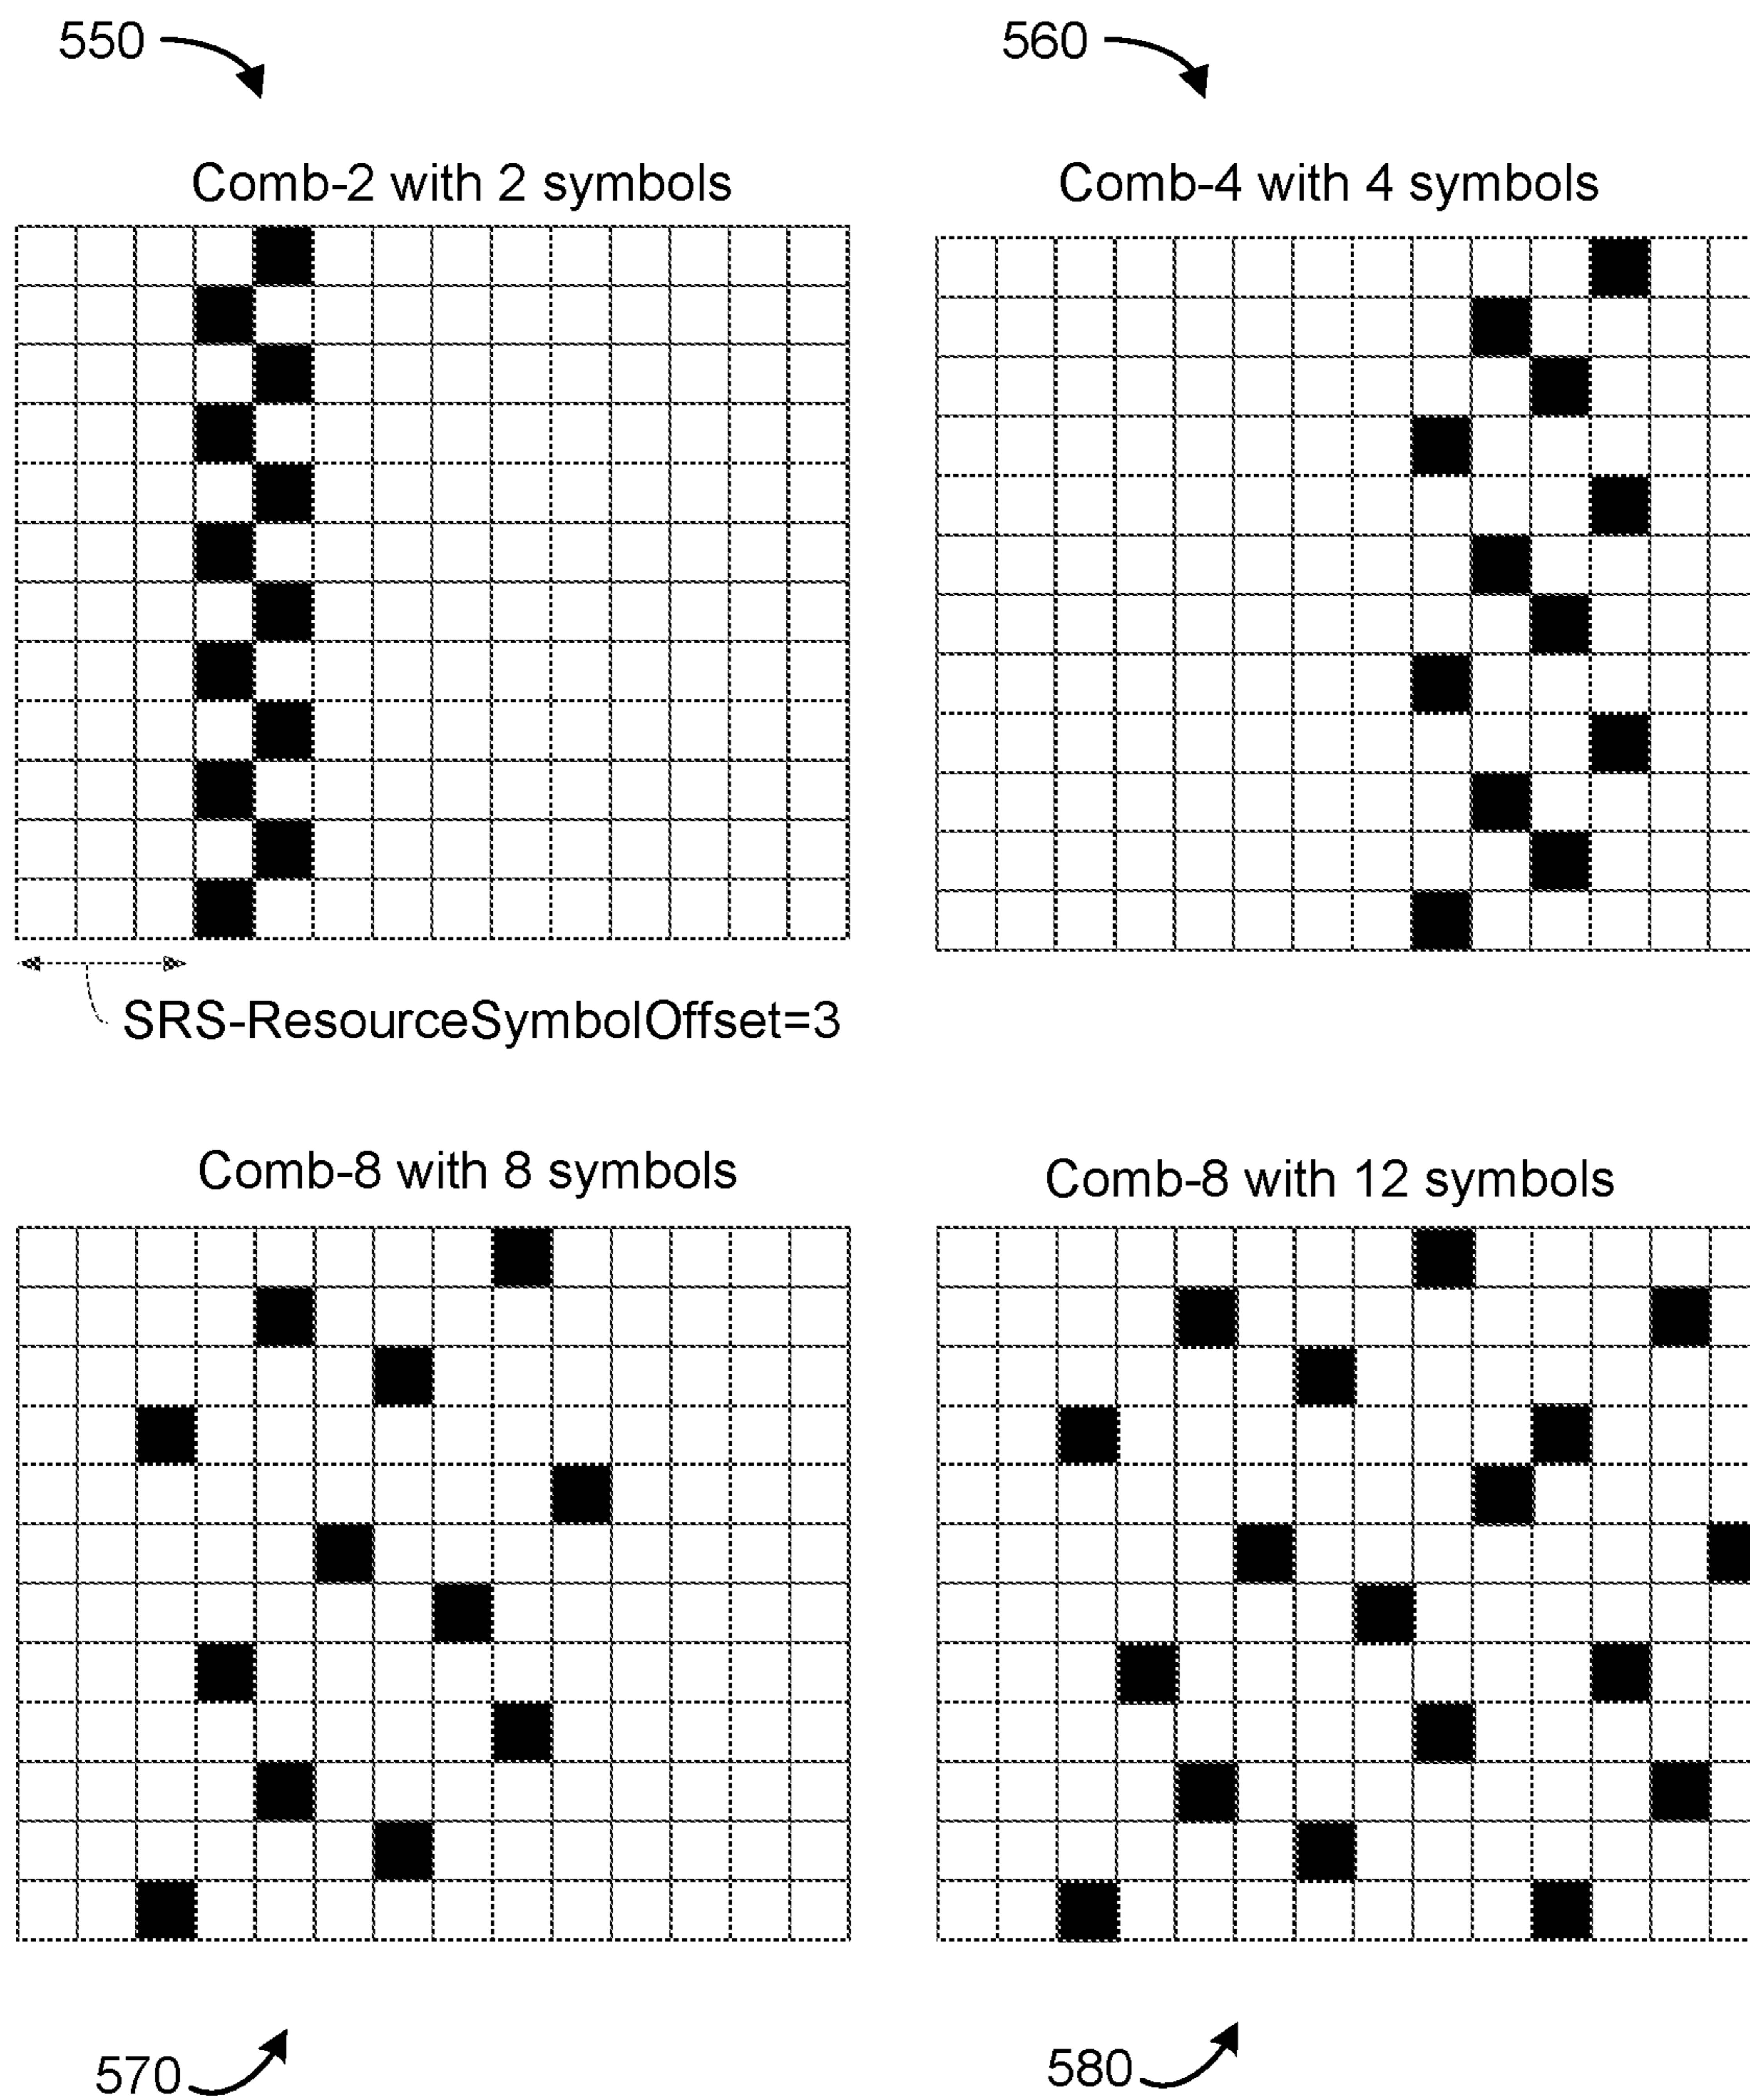 550
560
Comb-2 with 2 symbols
Comb-4 with 4 symbols
SRS-ResourceSymbolOffset=3
Comb-8 with 8 symbols
Comb-8 with 12 symbols
570
580